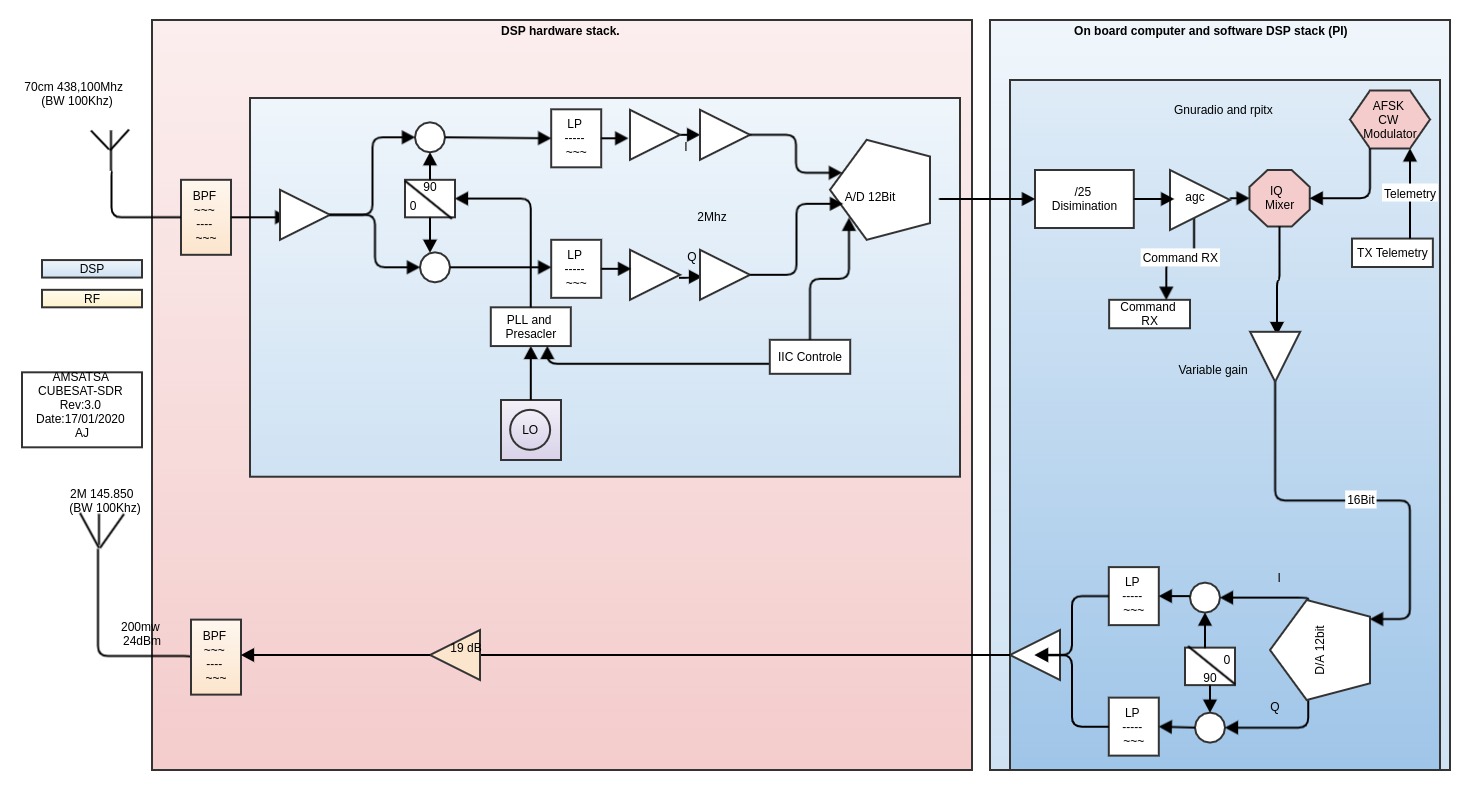 DSP hardware stack.
On board computer and software DSP stack (PI)
70cm 438,100Mhz
(BW 100Khz)
BPF
~~~
----
~~~
90
0
LP
-----
~~~
I
2Mhz
A/D 12Bit
LP
-----
~~~
Q
PLL and
Presacler
IIC Controle
LO
DSP
RF
AMSATSA
CUBESAT-SDR
Rev:3.0
Date:17/01/2020
AJ
2M 145.850
(BW 100Khz)
200mw
24dBm
BPF
~~~
----
~~~
19 dB
Gnuradio and rpitx
AFSK
CW
Modulator
/25
Disimination
agc
IQ
Mixer
Telemetry
TX Telemetry
Command RX
Command
RX
Variable gain
16Bit
LP
-----
~~~
I
0
90
D/A 12bit
Q
LP
-----
~~~